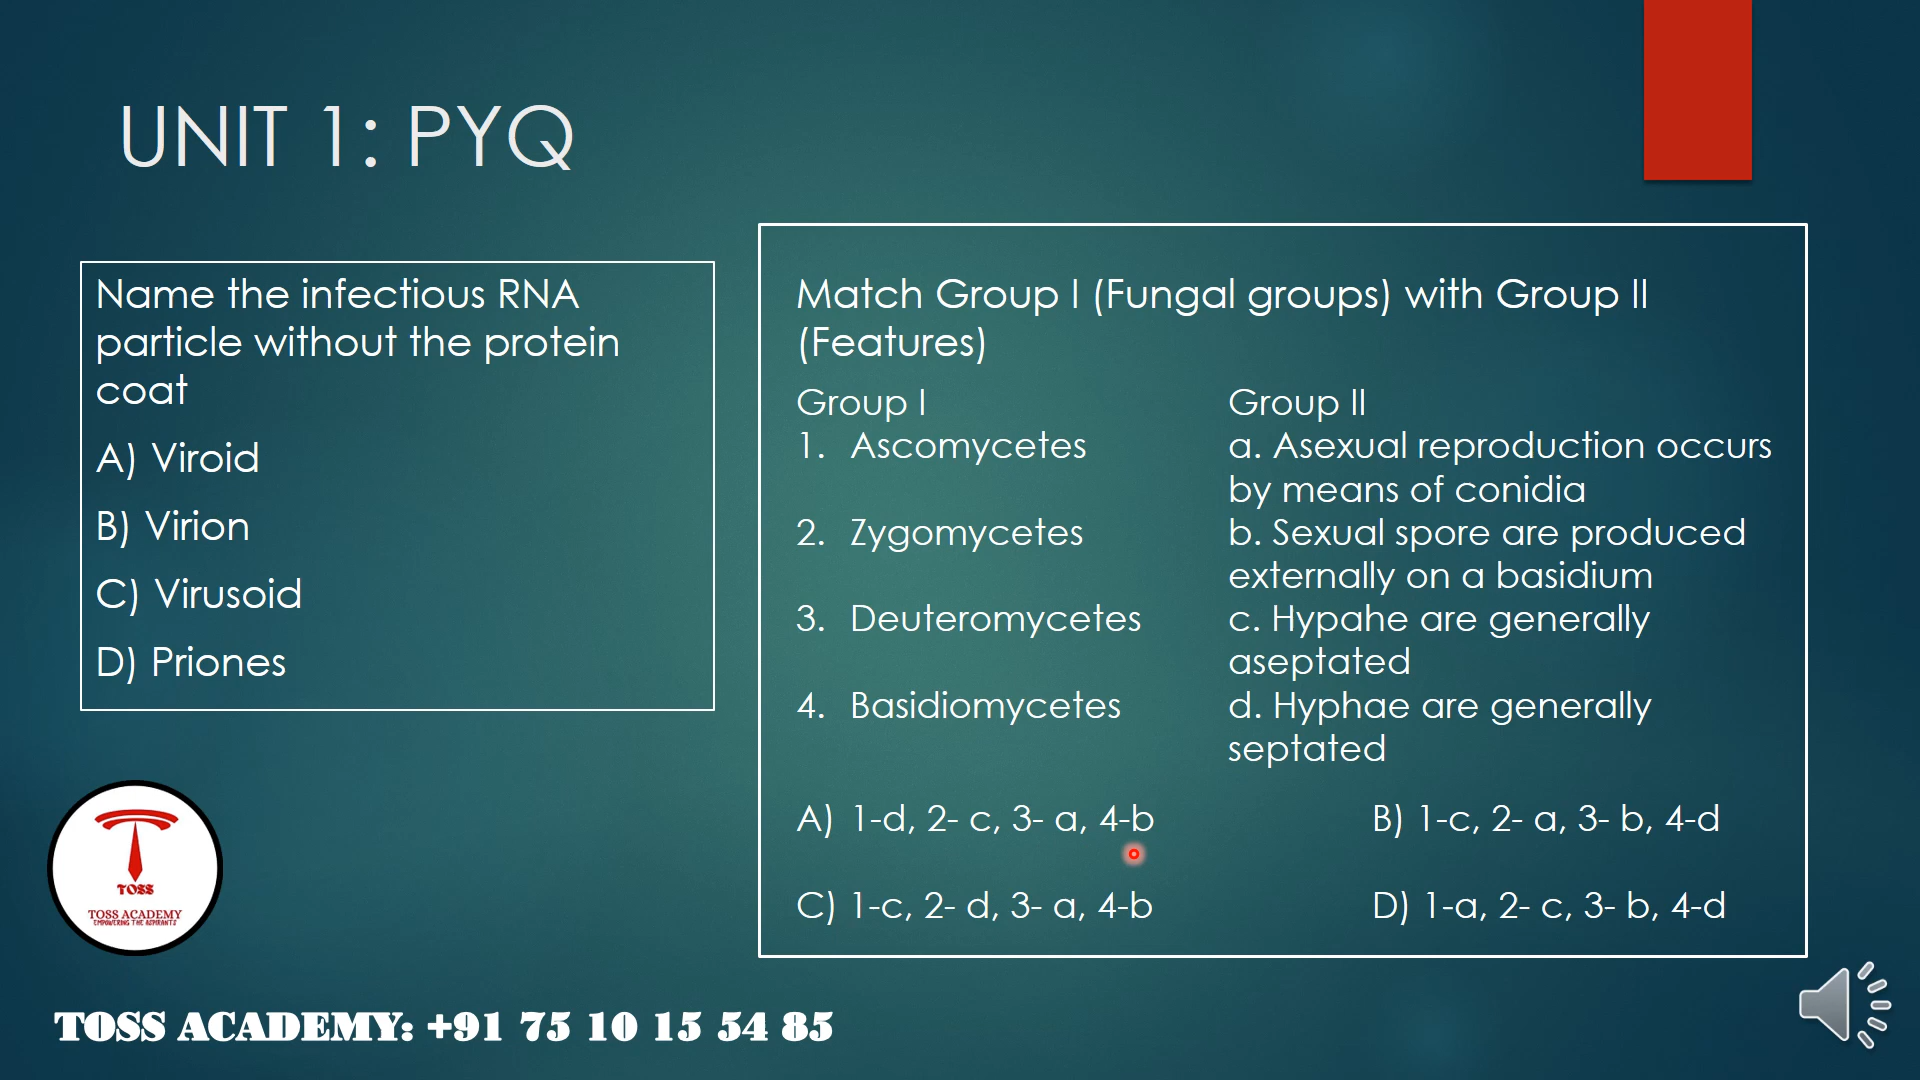 UNIT 1: PYQ
Name the infectious RNA
particle without the protein
coat
A) Viroid
B) Virion
C) Virusoid
D) Priones
Match Group I (Fungal groups) with Group II
(Features)
Group I
1. Ascomycetes
2. Zygomycetes
3. Deuteromycetes
4. Basidiomycetes
Group II
a. Asexual reproduction occurs
by means of conidia
b. Sexual spore are produced
externally on a basidium
c. Hypahe are generally
aseptated
d. Hyphae are generally
septated
A) 1-d, 2- c, 3- a, 4-b
B) 1-c, 2- a, 3- b, 4-d
C) 1-c, 2- d, 3- a, 4-b
D) 1-a, 2- c, 3- b, 4-d
TOSS
TOSS ACADEMY
EMPOWERING THE ASPIRANTS
TOSS ACADEMY: +91 75 10 15 54 85